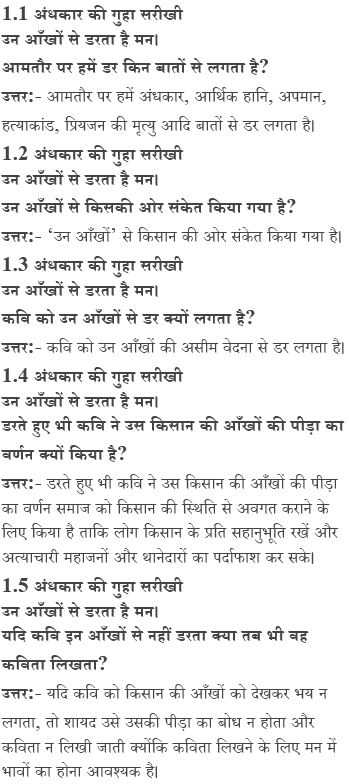 1.1 अंधकार की गुहा सरीखी
उन आँखों से डरता है मन।
आमतौर पर हमें डर किन बातों से लगता है?
उत्तर:- आमतौर पर हमें अंधकार, आर्थिक हानि, अपमान,
हत्याकांड, प्रियजन की मृत्यु आदि बातों से डर लगता है।
1.2 अंधकार की गुहा सरीखी
उन आँखों से डरता है मन।
उन आँखों से किसकी ओर संकेत किया गया है?
उत्तर:- ‘उन आँखों’ से किसान की ओर संकेत किया गया है।
1.3 अंधकार की गुहा सरीखी
उन आँखों से डरता है मन।
कवि को उन आँखों से डर क्यों लगता है?
उत्तर:- कवि को उन आँखों की असीम वेदना से डर लगता है।
1.4 अंधकार की गुहा सरीखी
उन आँखों से डरता है मन।
डरते हुए भी कवि ने उस किसान की आँखों की पीड़ा का
वर्णन क्यों किया है?
उत्तर:- डरते हुए भी कवि ने उस किसान की आँखों की पीड़ा
का वर्णन समाज को किसान की स्थिति से अवगत कराने के
लिए किया है ताकि लोग किसान के प्रति सहानुभूति रखें और
अत्याचारी महाजनों और थानेदारों का पर्दाफाश कर सके।
1.5 अंधकार की गुहा सरीखी
उन आँखों से डरता है मन।
यदि कवि इन आँखों से नहीं डरता क्या तब भी वह
कविता लिखता?
उत्तर:- यदि कवि को किसान की आँखों को देखकर भय न
लगता, तो शायद उसे उसकी पीड़ा का बोध न होता और
कविता न लिखी जाती क्योंकि कविता लिखने के लिए मन में
भावों का होना आवश्यक है।